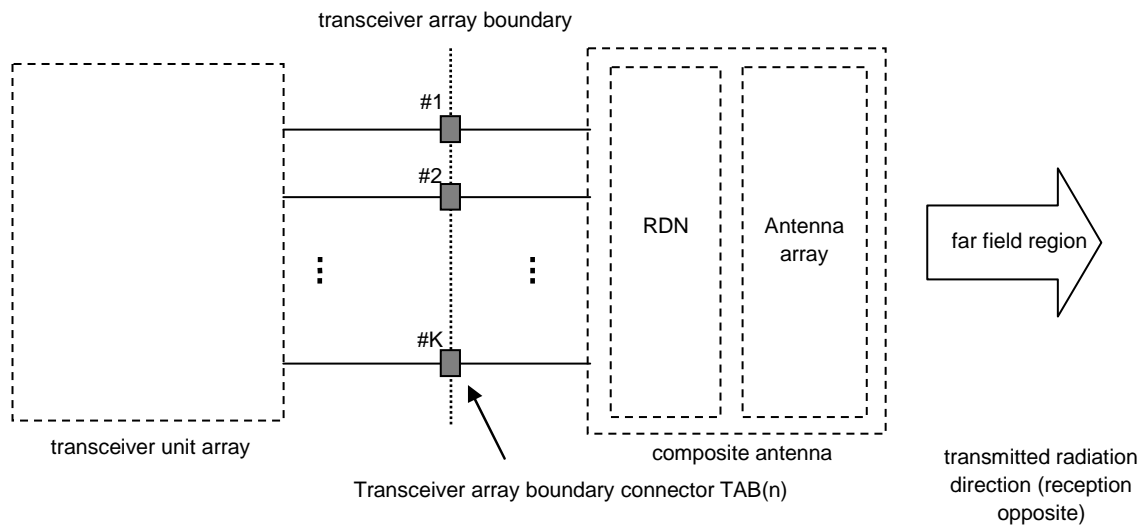 transceiver array boundary
#1
#2
#K
RDN
Antenna
array
far field region
transceiver unit array
composite antenna
Transceiver array boundary connector TAB(n)
transmitted radiation
direction (reception
opposite)